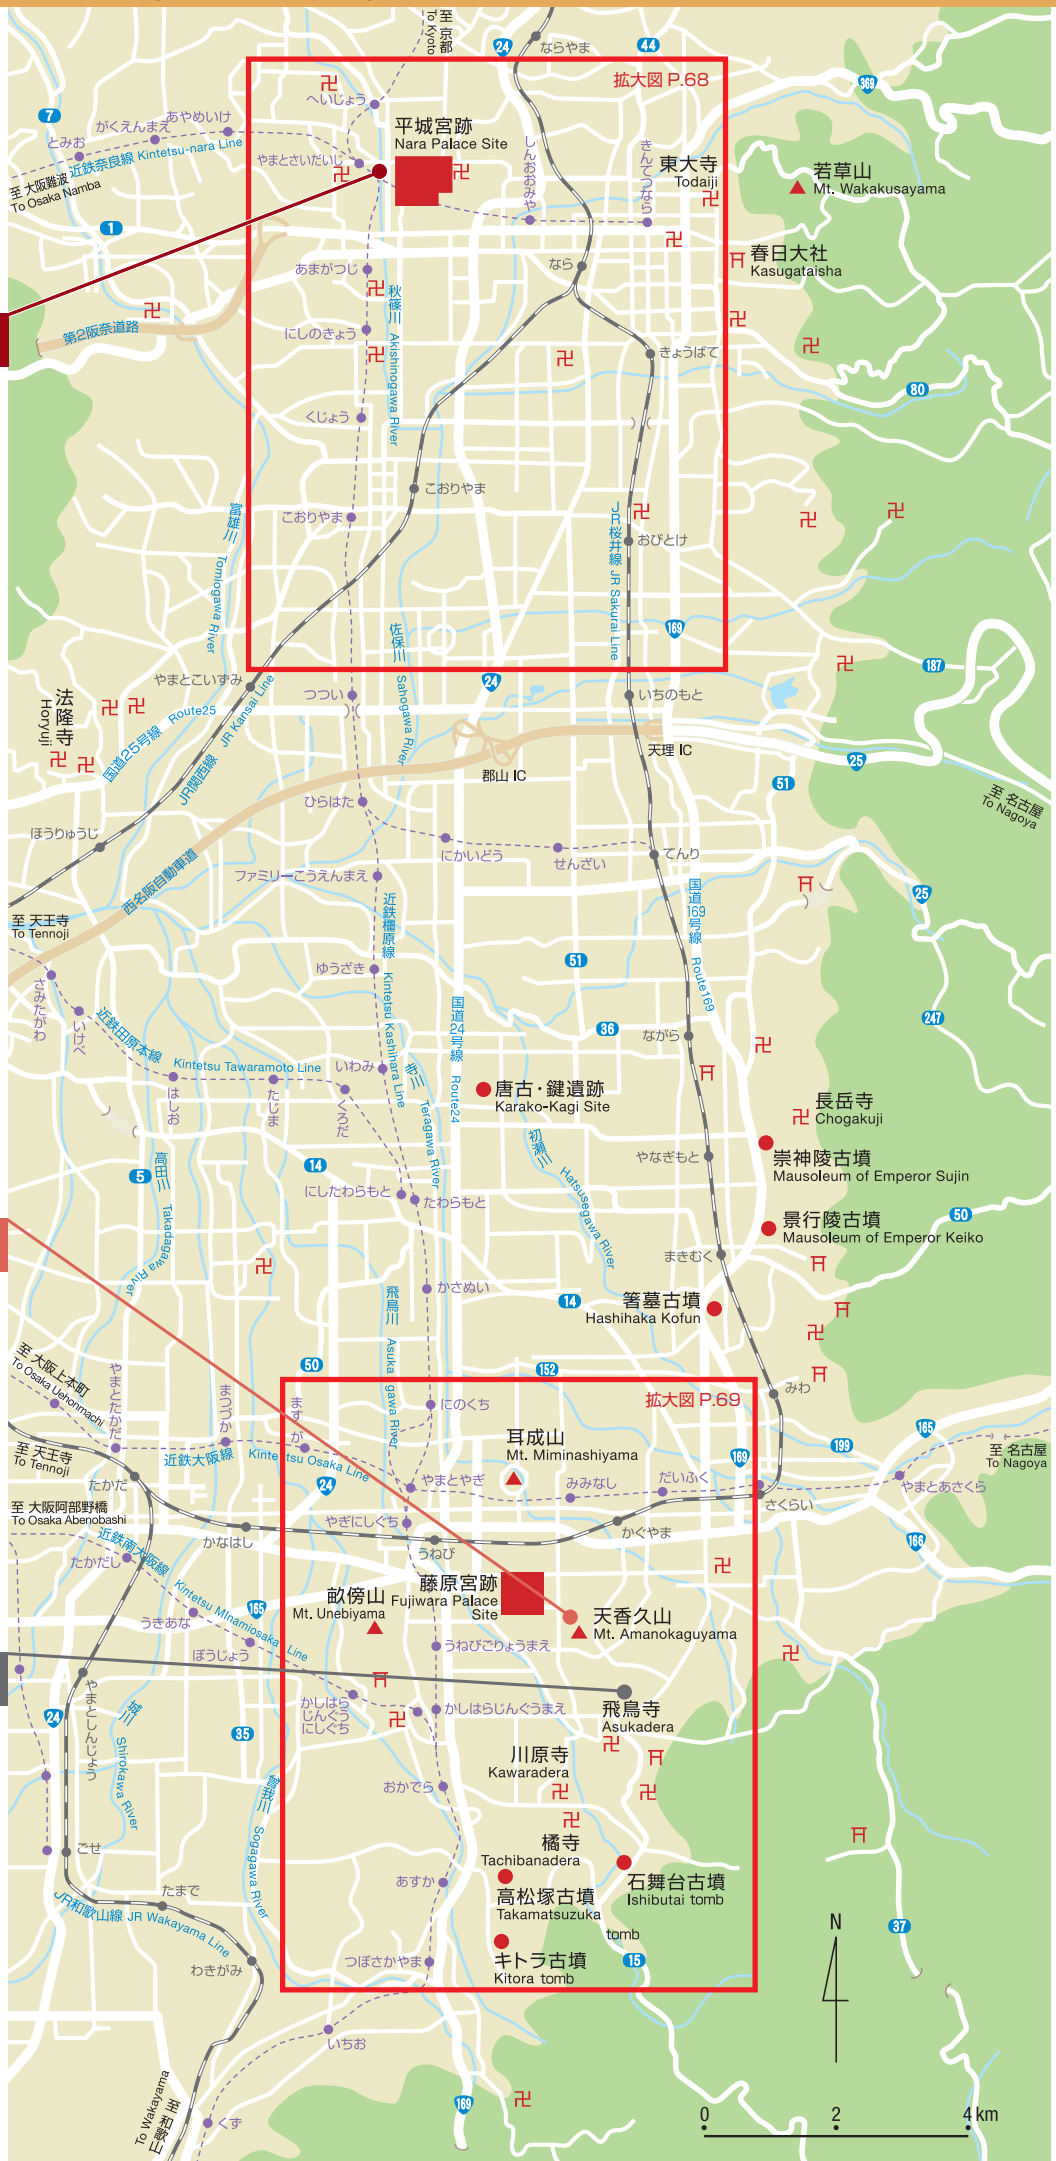 至 京都
To Kyoto
24
ならやま
44
拡大図 P.68
369
へいじょう
7
あやめいけ
がくえんまえ
とみお
近鉄奈良線 Kintetsu-nara Line
平城宮跡
Nara Palace Site
やまとさいだいじ
しんおおみや
きんてつなら
東大寺
Todaiji
若草山
Mt. Wakakusayama
至 大阪難波
To Osaka Namba
1
春日大社
Kasugataisha
なら
あまがつじ
秋篠川 Akishinogawa River
第2阪奈道路
にしのきょう
きょうばて
80
くじょう
こおりやま
こおりやま
富雄川 Tomiogawa River
JR桜井線 JR Sakurai Line
おびとけ
169
佐保川 Sahogawa River
187
やまとこいずみ
24
つつい
いちのもと
法隆寺
Horyuji
国道25号線 Route25
JR関西線 JR Kansai Line
天理 IC
郡山 IC
25
51
至 名古屋
To Nagoya
ひらはた
ほうりゅうじ
にかいどう
せんざい
てんり
西名阪自動車道
ファミリーこうえんまえ
国道169号線 Route169
25
至 天王寺
To Tennoji
近鉄橿原線 Kintetsu Kashihara Line
51
ゆうざき
さみたがわ
いけべ
国道24号線 Route24
36
ながら
247
近鉄田原本線 Kintetsu Tawaramoto Line
いわみ
寺川 Teragawa River
はしお
たじま
くろだ
唐古・鍵遺跡
Karako-Kagi Site
長岳寺
Chogakuji
初瀬川 Hatsusegawa River
崇神陵古墳
Mausoleum of Emperor Sujin
やなぎもと
14
5
高田川 Takadagawa River
にしたわらもと
たわらもと
景行陵古墳
Mausoleum of Emperor Keiko
50
まきむく
飛鳥川 Asuka gawa River
かさぬい
14
箸墓古墳
Hashihaka Kofun
至 大阪上本町
To Osaka Uehonmachi
50
152
やまとたかだ
まつづか
ますが
にのくち
拡大図 P.69
みわ
165
199
至 天王寺
To Tennoji
近鉄大阪線 Kintetsu Osaka Line
耳成山
Mt. Miminashiyama
169
至 名古屋
To Nagoya
たかだ
24
やまとやぎ
みみなし
だいふく
やまとあさくら
さくらい
至 大阪阿部野橋
To Osaka Abenobashi
やぎにしぐち
かぐやま
かなはし
うねび
166
近鉄南大阪線 Kintetsu MInamiosaka Line
たかだし
藤原宮跡
Fujiwara Palace
Site
畝傍山
Mt. Unebiyama
165
うきあな
天香久山
Mt. Amanokaguyama
ぼうじょう
うねびごりょうまえ
かしはら
じんぐう
にしぐち
かしはらじんぐうまえ
飛鳥寺
Asukadera
やまとしんじょう
24
城川 Shirokawa River
35
川原寺
Kawaradera
曽我川 Sogagawa River
おかでら
橘寺
Tachibanadera
ごせ
あすか
石舞台古墳
Ishibutai tomb
高松塚古墳
Takamatsuzuka
tomb
たまで
JR和歌山線 JR Wakayama Line
37
N
つぼさかやま
キトラ古墳
Kitora tomb
15
わきがみ
いちお
169
くず
至 和歌山
To Wakayama
0 2 4 km